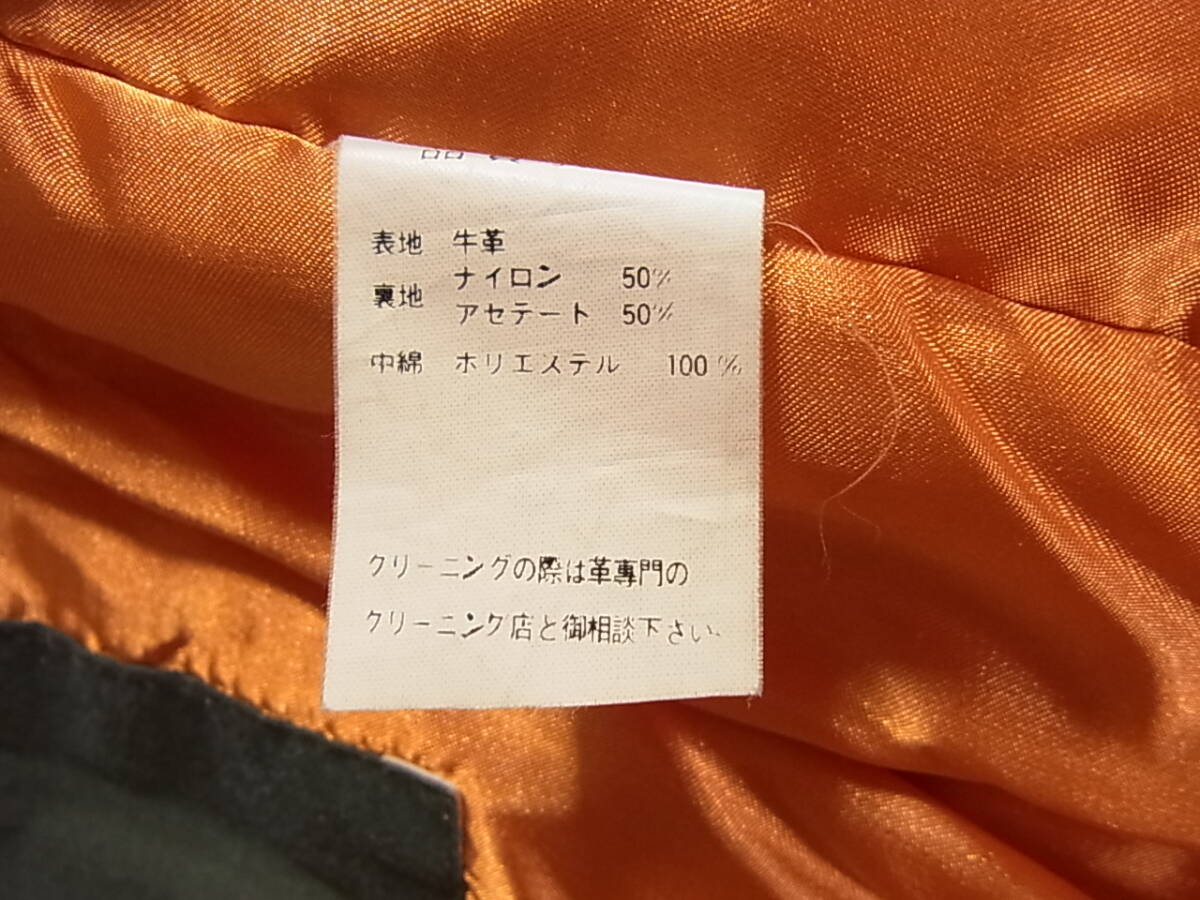 表地 牛革
裏地 ナイロン 50%
アセテート 50%
中綿 ポリエステル 100%
クリーニングの際は革専門の
クリーニング店と御相談下さい。